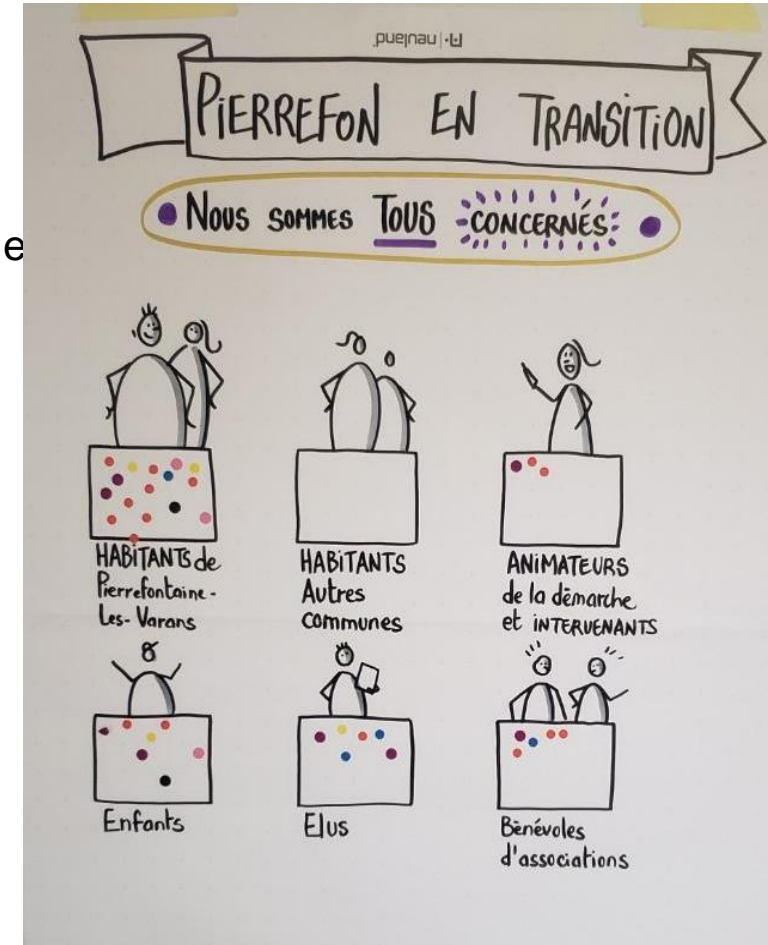 neuland
PiERREFON EN TRANSiTiON
NOUS SOMMES TOUS CONCERNÉS
e
HABiTANTS de
Pierrefontaine-
Les-Varans
HABiTANTS
Autres
communes
ANiMATEURS
de la démarche
et iNTERVENANTS
Enfants
Elus
Bénévoles
d'associations